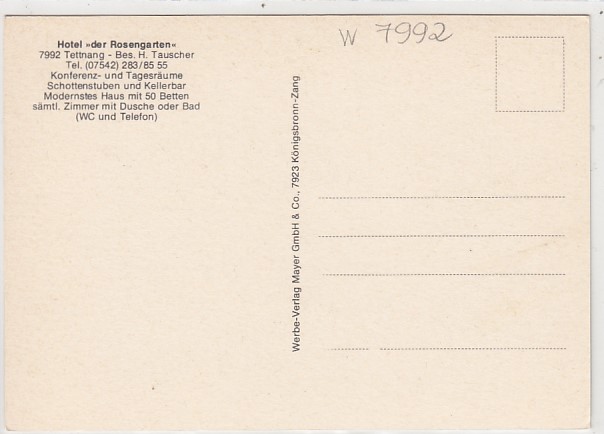 Hotel »der Rosengarten«
7992 Tettnang - Bes. H. Tauscher
Tel. (07542) 283/85 55
Konferenz- und Tagesräume
Schottenstuben und Kellerbar
Modernstes Haus mit 50 Betten
sämtl. Zimmer mit Dusche oder Bad
(WC und Telefon)
W 7992
Werbe-Verlag Mayer GmbH & Co., 7923 Königsbronn-Zang